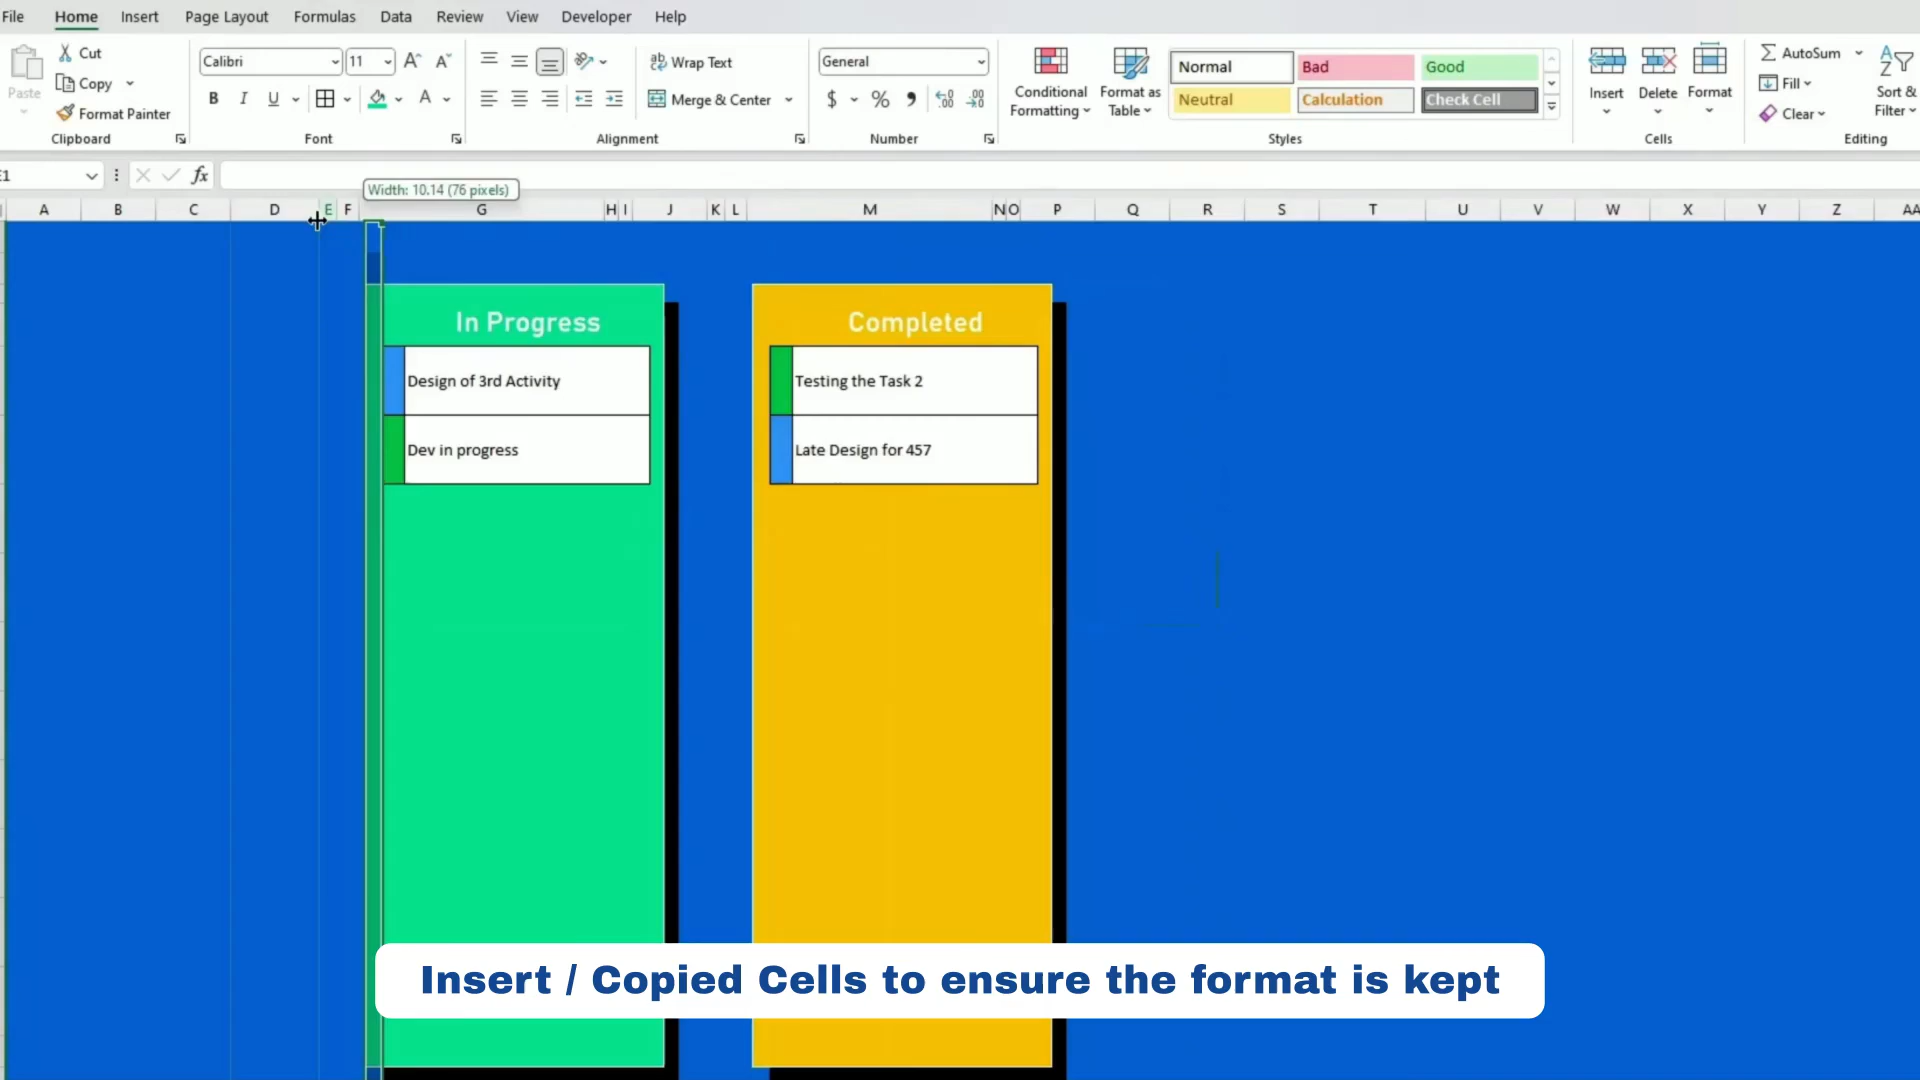 File Home Insert Page Layout Formulas Data Review View Developer Help
Cut
Copy
Format Painter
Paste
Clipboard
Calibri 11
B I U
Font
Wrap Text
Merge & Center
Alignment
General
$ %
Number
Conditional
Formatting
Format as
Table
Normal Bad Good
Neutral Calculation Check Cell
Styles
Insert Delete Format
Cells
AutoSum
Fill
Clear
Sort &
Filter
Editing
fx
Width: 10.14 (76 pixels)
A B C D E F G H I J K L M N O P Q R S T U V W X Y Z AA
In Progress
Design of 3rd Activity
Dev in progress
Completed
Testing the Task 2
Late Design for 457
Insert / Copied Cells to ensure the format is kept